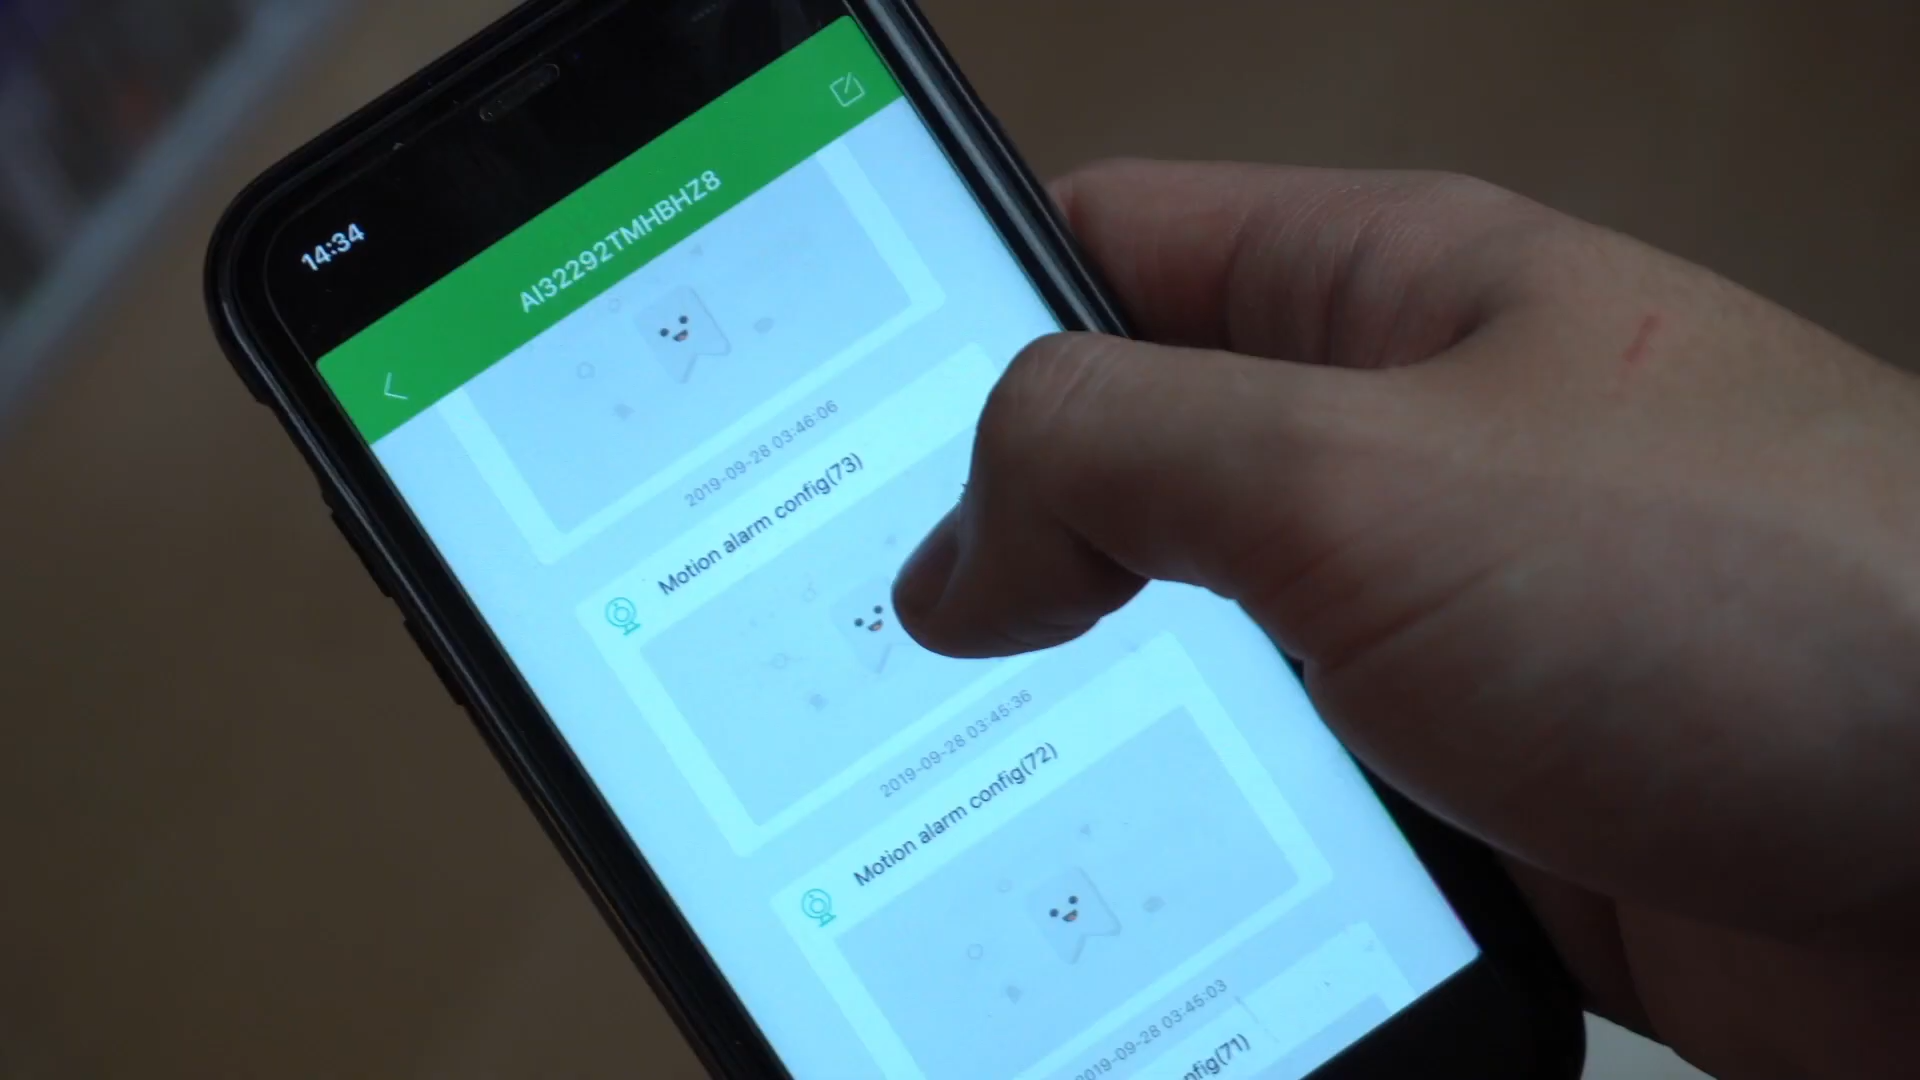 14:34
AI32292TMHBHZ8
2019-09-28 03:46:06
Motion alarm config(73)
2019-09-28 03:45:36
Motion alarm config(72)
2019-09-28 03:45:03
nfig(71)